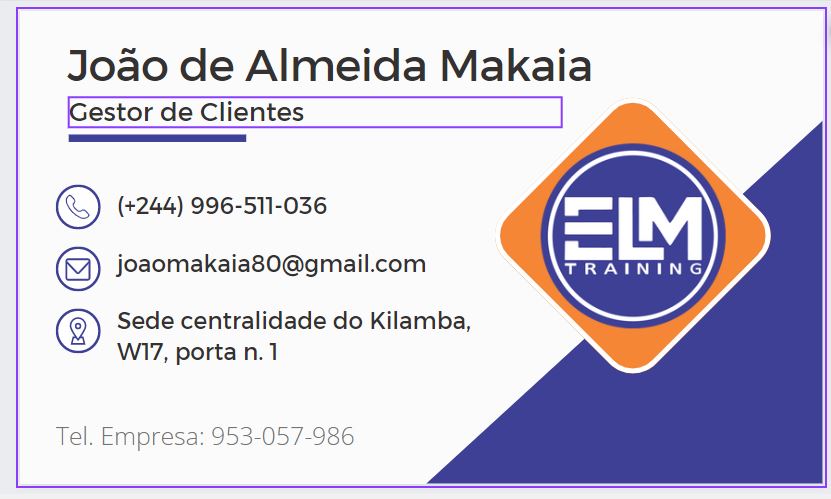 João de Almeida Makaia
Gestor de Clientes
(+244) 996-511-036
joaomakaia80@gmail.com
Sede centralidade do Kilamba,
W17, porta n. 1
ELM
TRAINING
Tel. Empresa: 953-057-986